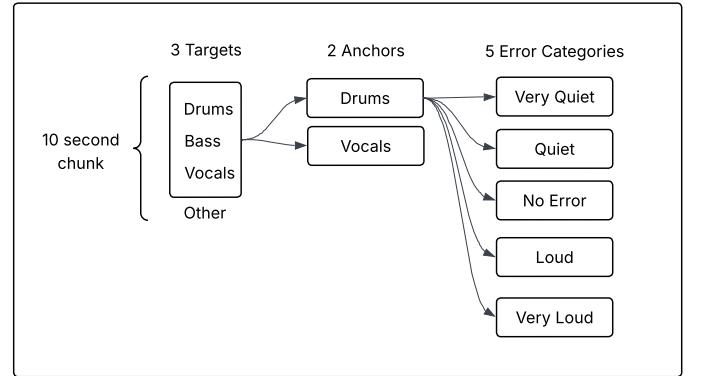 3 Targets
2 Anchors
5 Error Categories
10 second
chunk
Drums
Bass
Vocals
Other
Drums
Vocals
Very Quiet
Quiet
No Error
Loud
Very Loud